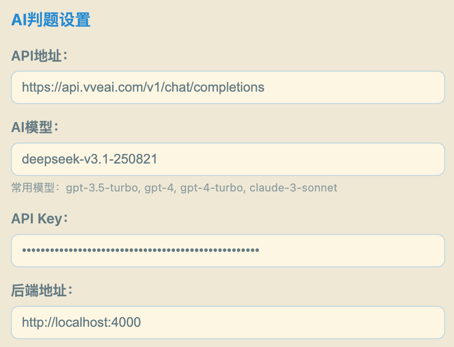 AI判题设置
API地址：
https://api.vveai.com/v1/chat/completions
AI模型：
deepseek-v3.1-250821
常用模型：gpt-3.5-turbo, gpt-4, gpt-4-turbo, claude-3-sonnet
API Key：
••••••••••••••••••••••••••••••••••••••••••••••••••••
后端地址：
http://localhost:4000